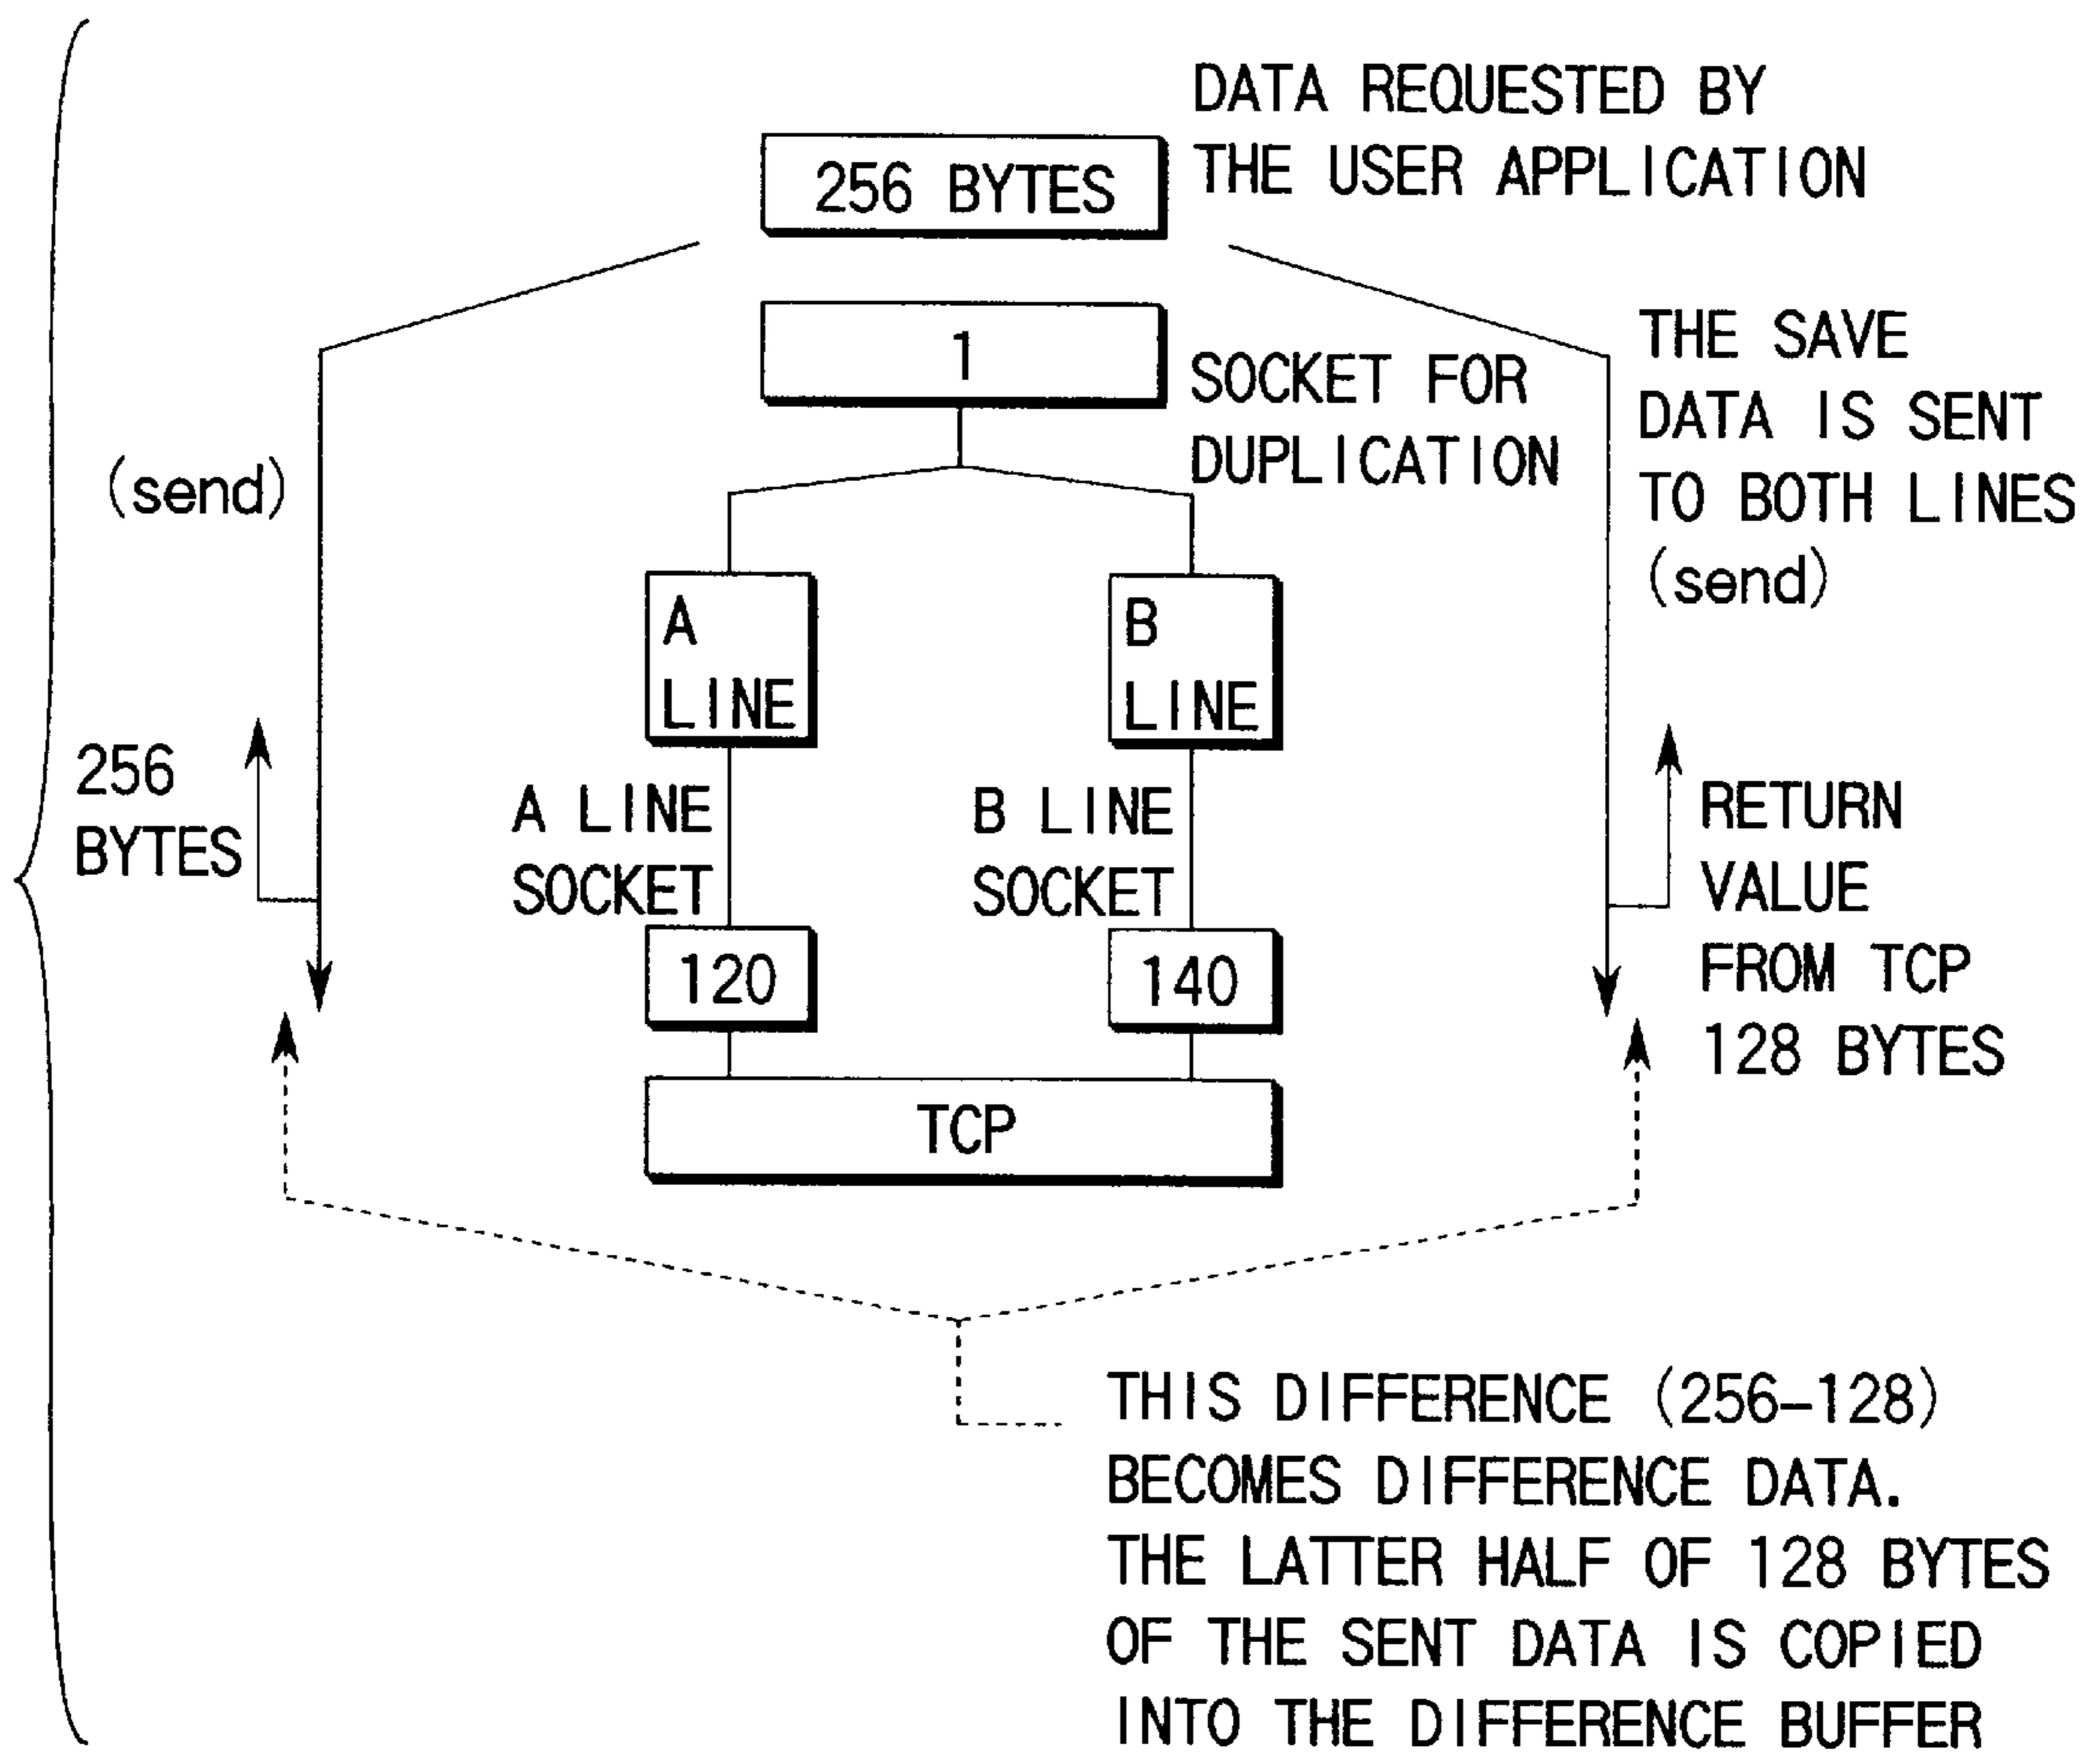 DATA REQUESTED BY
THE USER APPLICATION
256 BYTES
1
SOCKET FOR
DUPLICATION
THE SAVE
DATA IS SENT
TO BOTH LINES
(send)
(send)
A
LINE
B
LINE
256
BYTES
A LINE
SOCKET
B LINE
SOCKET
RETURN
VALUE
FROM TCP
128 BYTES
120
140
TCP
THIS DIFFERENCE (256-128)
BECOMES DIFFERENCE DATA.
THE LATTER HALF OF 128 BYTES
OF THE SENT DATA IS COPIED
INTO THE DIFFERENCE BUFFER